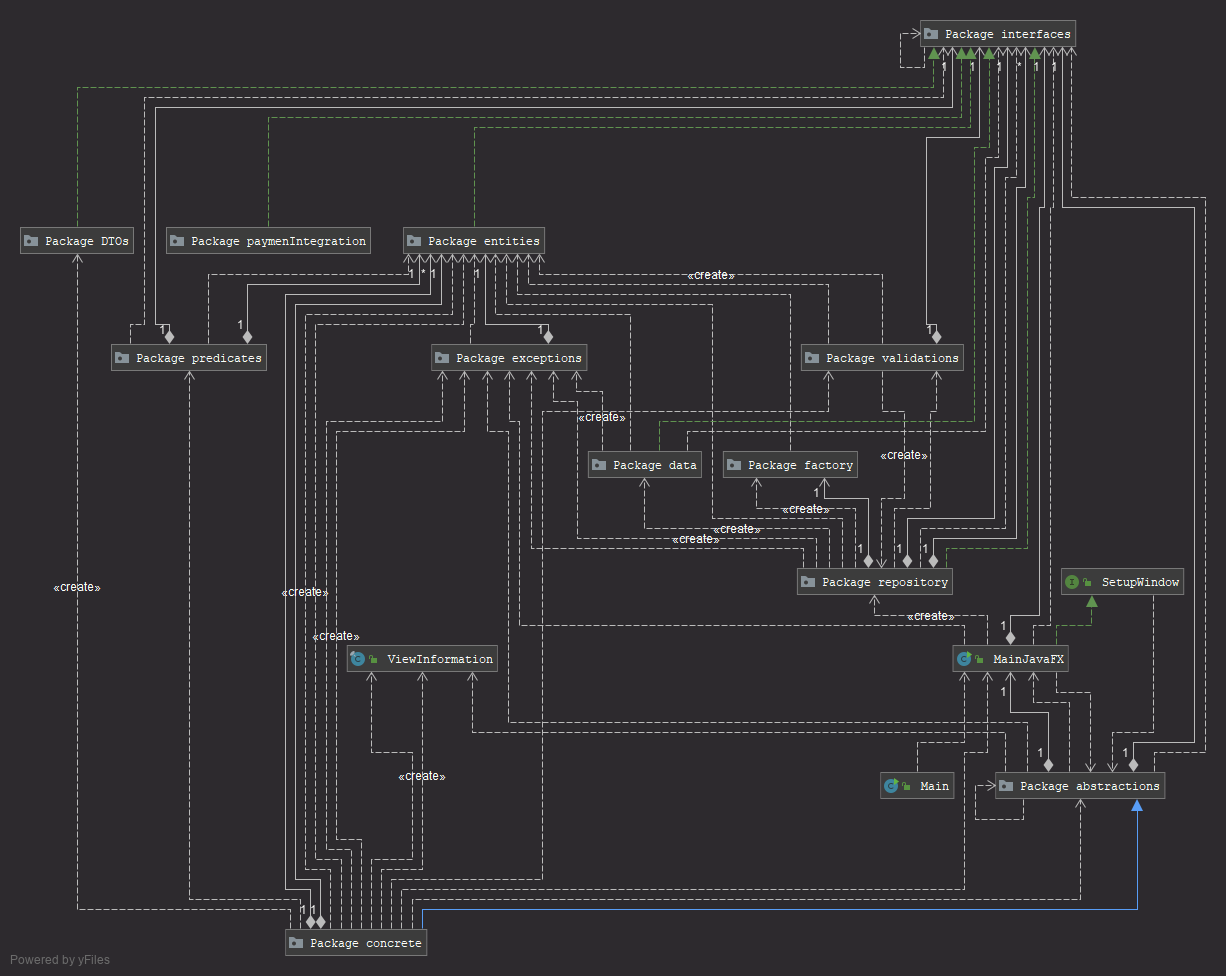 Package interfaces
1
1
1
*
1
1
Package DTOs
Package paymenIntegration
Package entities
1
*
1
1
«create»
1
1
1
1
Package predicates
Package exceptions
Package validations
«create»
«create»
Package data
Package factory
1
«create»
«create»
«create»
1
1
1
Package repository
SetupWindow
«create»
«create»
«create»
1
«create»
ViewInformation
MainJavaFX
1
1
1
«create»
Main
Package abstractions
1
1
Package concrete
Powered by yFiles